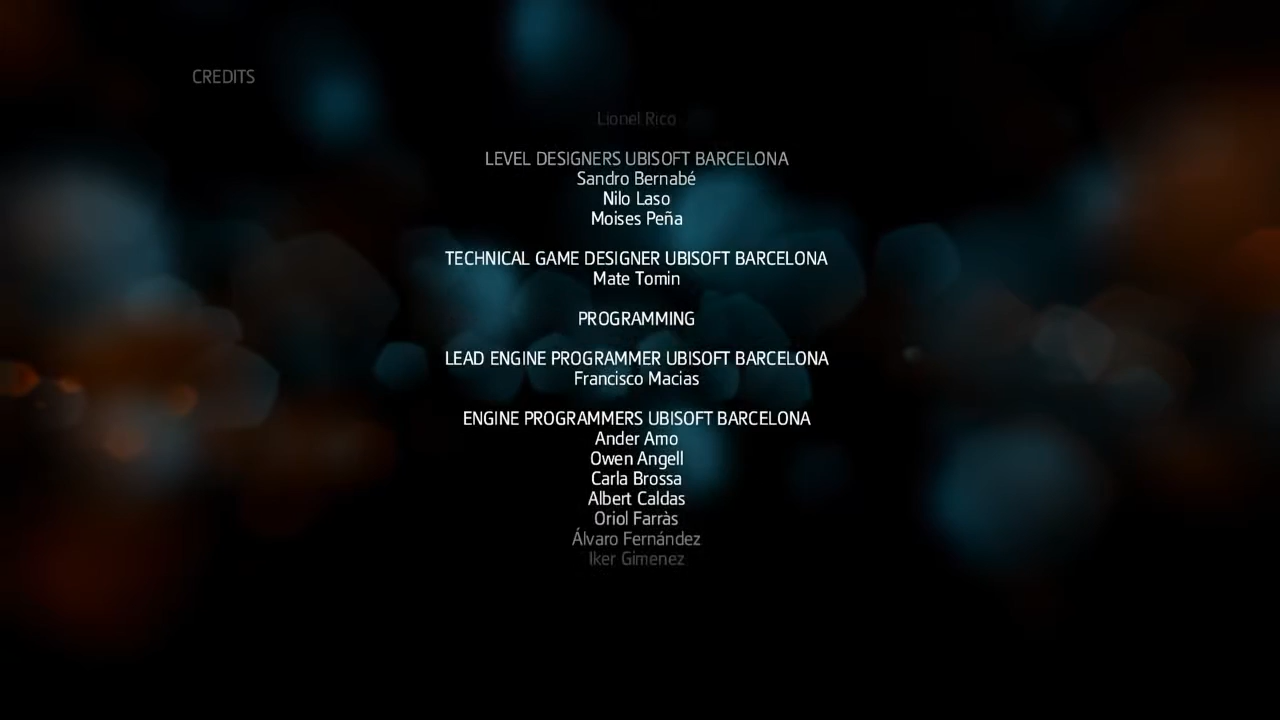 CREDITS
Lionel Rico
LEVEL DESIGNERS UBISOFT BARCELONA
Sandro Bernabé
Nilo Laso
Moises Peña
TECHNICAL GAME DESIGNER UBISOFT BARCELONA
Mate Tomin
PROGRAMMING
LEAD ENGINE PROGRAMMER UBISOFT BARCELONA
Francisco Macias
ENGINE PROGRAMMERS UBISOFT BARCELONA
Ander Amo
Owen Angell
Carla Brossa
Albert Caldas
Oriol Farràs
Álvaro Fernández
Iker Gimenez